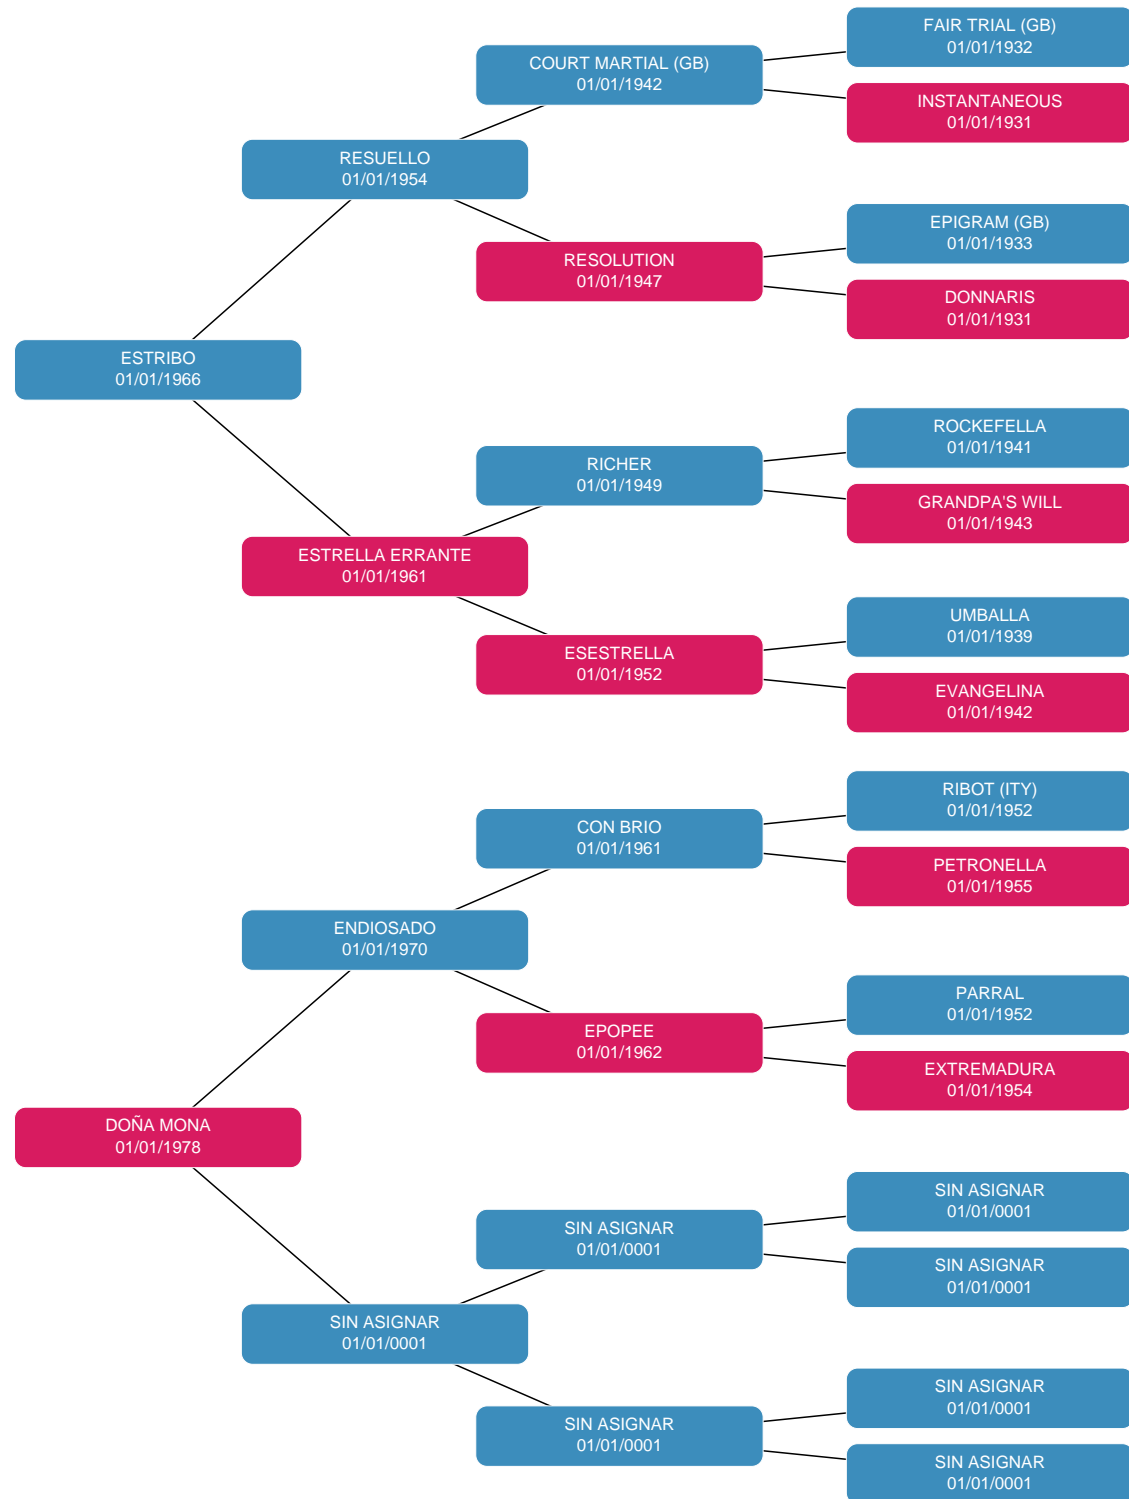 FAIR TRIAL (GB)
01/01/1932
COURT MARTIAL (GB)
01/01/1942
INSTANTANEOUS
01/01/1931
RESUELLO
01/01/1954
EPIGRAM (GB)
01/01/1933
RESOLUTION
01/01/1947
DONNARIS
01/01/1931
ESTRIBO
01/01/1966
ROCKEFELLA
01/01/1941
RICHER
01/01/1949
GRANDPA'S WILL
01/01/1943
ESTRELLA ERRANTE
01/01/1961
UMBALLA
01/01/1939
ESESTRELLA
01/01/1952
EVANGELINA
01/01/1942
RIBOT (ITY)
01/01/1952
CON BRIO
01/01/1961
PETRONELLA
01/01/1955
ENDIOSADO
01/01/1970
PARRAL
01/01/1952
EPOPEE
01/01/1962
EXTREMADURA
01/01/1954
DOÑA MONA
01/01/1978
SIN ASIGNAR
01/01/0001
SIN ASIGNAR
01/01/0001
SIN ASIGNAR
01/01/0001
SIN ASIGNAR
01/01/0001
SIN ASIGNAR
01/01/0001
SIN ASIGNAR
01/01/0001
SIN ASIGNAR
01/01/0001